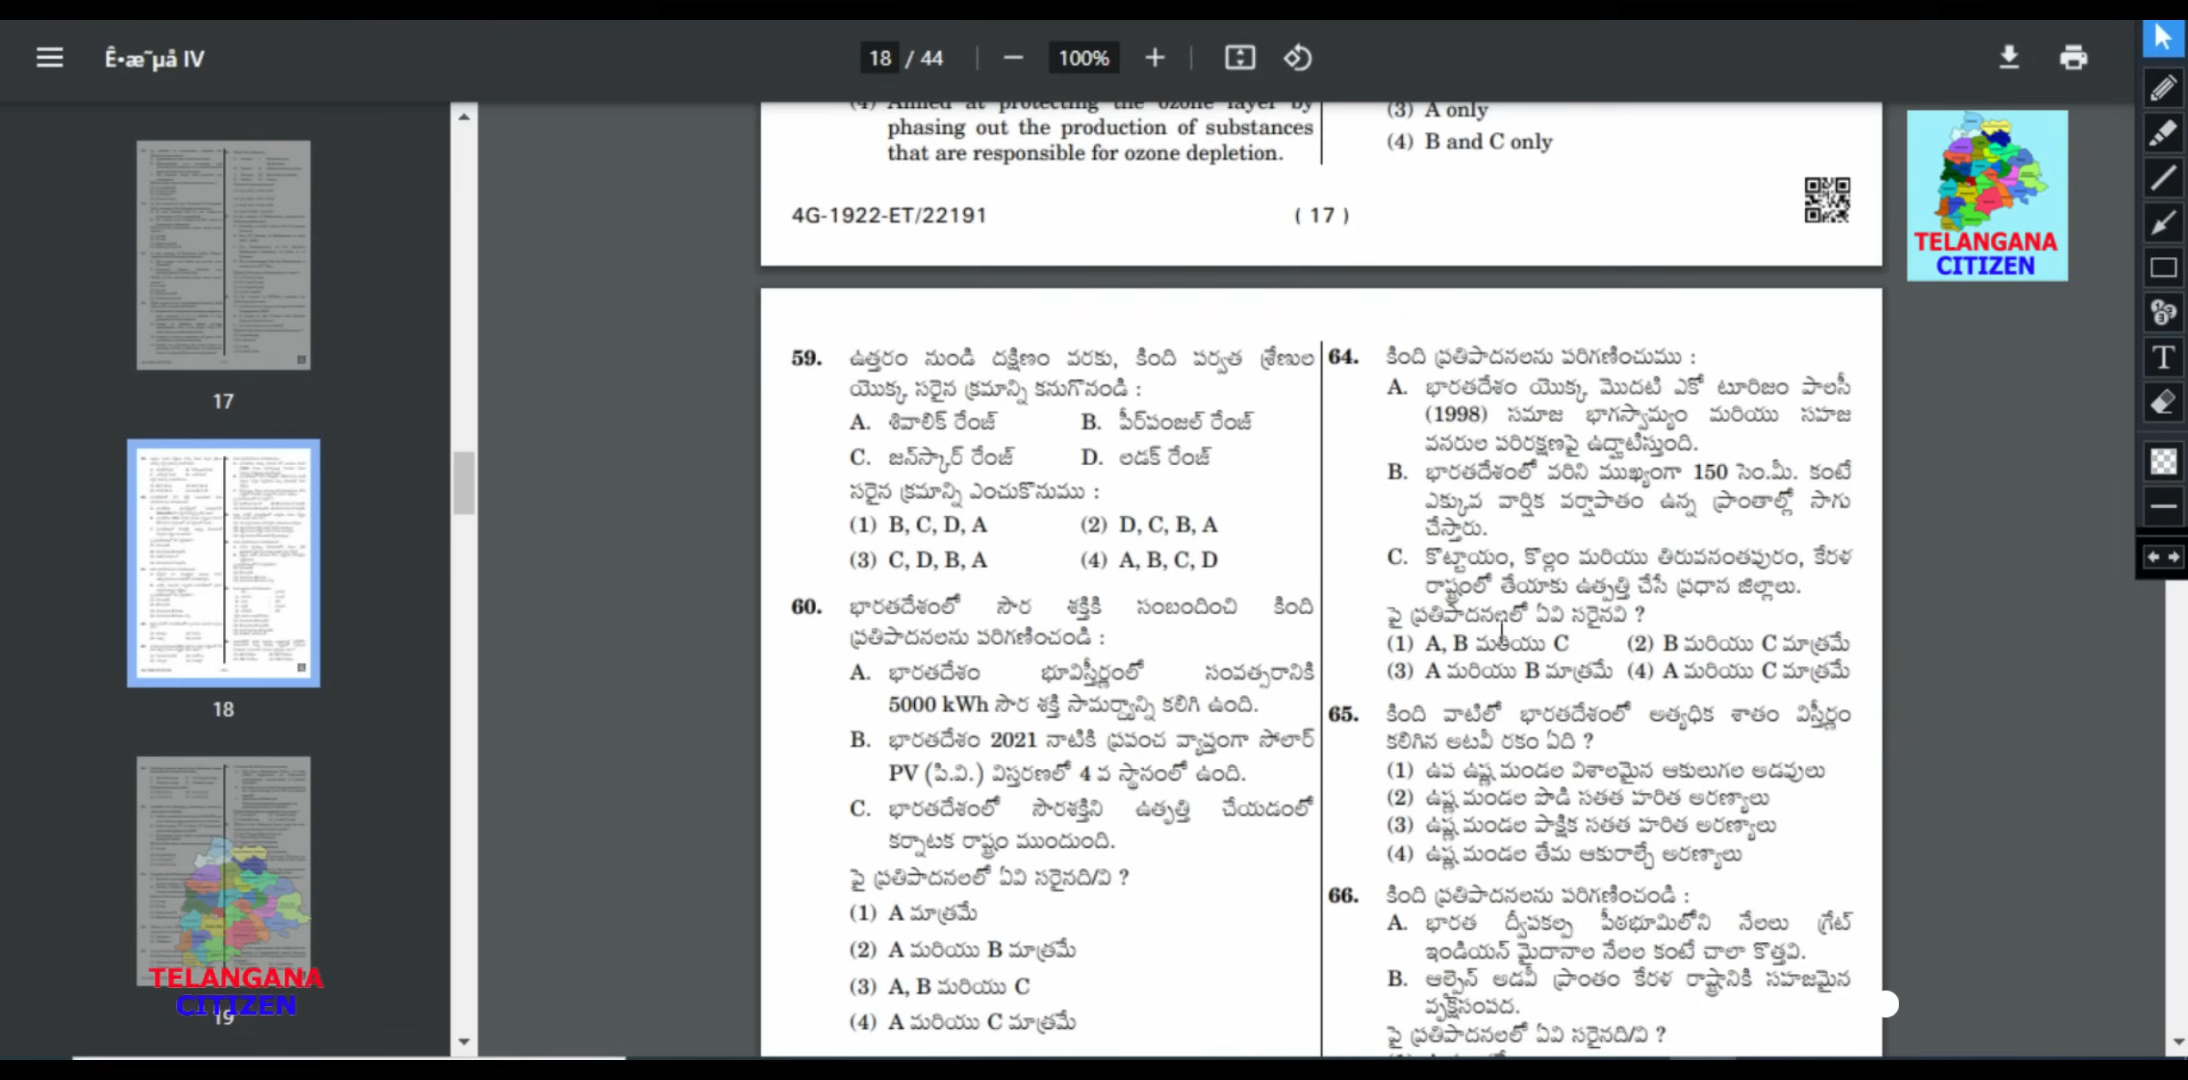 Ê•æ˜µå IV
18 / 44
100%
17
18
19
TELANGANA
CITIZEN
(4) Aimed at protecting the ozone layer by
phasing out the production of substances
that are responsible for ozone depletion.
(3) A only
(4) B and C only
4G-1922-ET/22191
( 17 )
TELANGANA
CITIZEN
59. ఉత్తరం నుండి దక్షిణం వరకు, కింది పర్వత శ్రేణుల
యొక్క సరైన క్రమాన్ని కనుగొనండి :
A. శివాలిక్ రేంజ్ B. పీర్‌పంజల్ రేంజ్
C. జన్‌స్కార్ రేంజ్ D. లడక్ రేంజ్
సరైన క్రమాన్ని ఎంచుకొనుము :
(1) B, C, D, A (2) D, C, B, A
(3) C, D, B, A (4) A, B, C, D
60. భారతదేశంలో సౌర శక్తికి సంబందించి కింది
ప్రతిపాదనలను పరిగణించండి :
A. భారతదేశం భూవిస్తీర్ణంలో సంవత్సరానికి
5000 kWh సౌర శక్తి సామర్థ్యాన్ని కలిగి ఉంది.
B. భారతదేశం 2021 నాటికి ప్రపంచ వ్యాప్తంగా సోలార్
PV (పి.వి.) విస్తరణలో 4 వ స్థానంలో ఉంది.
C. భారతదేశంలో సౌరశక్తిని ఉత్పత్తి చేయడంలో
కర్నాటక రాష్ట్రం ముందుంది.
పై ప్రతిపాదనలలో ఏవి సరైనది/వి ?
(1) A మాత్రమే
(2) A మరియు B మాత్రమే
(3) A, B మరియు C
(4) A మరియు C మాత్రమే
64. కింది ప్రతిపాదనలను పరిగణించుము :
A. భారతదేశం యొక్క మొదటి ఎకో టూరిజం పాలసీ
(1998) సమాజ భాగస్వామ్యం మరియు సహజ
వనరుల పరిరక్షణపై ఉద్ఘాటిస్తుంది.
B. భారతదేశంలో వరిని ముఖ్యంగా 150 సెం.మీ. కంటే
ఎక్కువ వార్షిక వర్షాపాతం ఉన్న ప్రాంతాల్లో సాగు
చేస్తారు.
C. కొట్టాయం, కొల్లం మరియు తిరువనంతపురం, కేరళ
రాష్ట్రంలో తేయాకు ఉత్పత్తి చేసే ప్రధాన జిల్లాలు.
పై ప్రతిపాదనలలో ఏవి సరైనవి ?
(1) A, B మరియు C (2) B మరియు C మాత్రమే
(3) A మరియు B మాత్రమే (4) A మరియు C మాత్రమే
65. కింది వాటిలో భారతదేశంలో అత్యధిక శాతం విస్తీర్ణం
కలిగిన అటవీ రకం ఏది ?
(1) ఉప ఉష్ణ మండల విశాలమైన ఆకులుగల అడవులు
(2) ఉష్ణ మండల పొడి సతత హరిత అరణ్యాలు
(3) ఉష్ణ మండల పాక్షిక సతత హరిత అరణ్యాలు
(4) ఉష్ణ మండల తేమ ఆకురాల్చే అరణ్యాలు
66. కింది ప్రతిపాదనలను పరిగణించండి :
A. భారత ద్వీపకల్ప పీఠభూమిలోని నేలలు గ్రేట్
ఇండియన్ మైదానాల నేలల కంటే చాలా కొత్తవి.
B. ఆల్పైన్ అడవీ ప్రాంతం కేరళ రాష్ట్రానికి సహజమైన
వృక్షసంపద.
పై ప్రతిపాదనలలో ఏవి సరైనది/వి ?